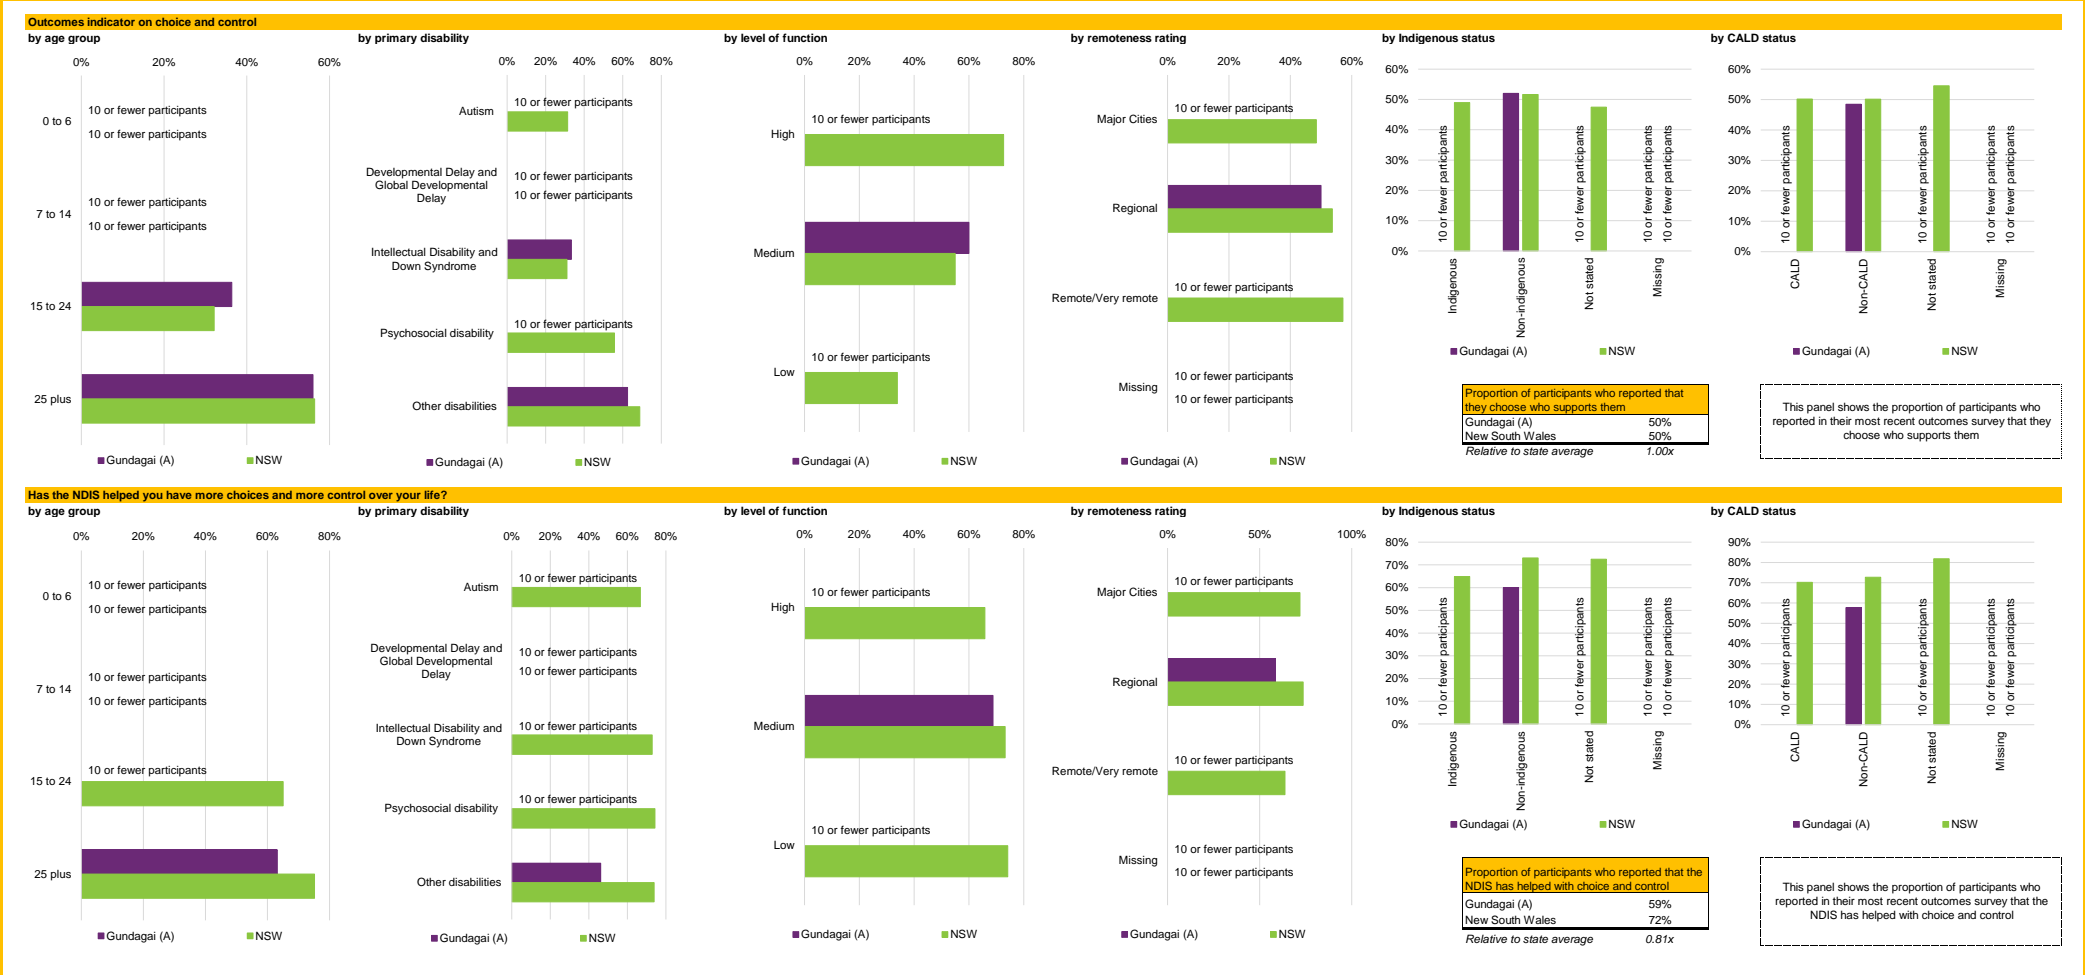 Outcomes indicator on choice and control
by age group
0% 20% 40% 60%
0 to 6
10 or fewer participants
10 or fewer participants
7 to 14
10 or fewer participants
10 or fewer participants
15 to 24
25 plus
Gundagai (A) NSW
by primary disability
0% 20% 40% 60% 80%
Autism
10 or fewer participants
Developmental Delay and
Global Developmental
Delay
10 or fewer participants
10 or fewer participants
Intellectual Disability and
Down Syndrome
Psychosocial disability
10 or fewer participants
Other disabilities
Gundagai (A) NSW
by level of function
0% 20% 40% 60% 80%
High
10 or fewer participants
Medium
Low
10 or fewer participants
Gundagai (A) NSW
by remoteness rating
0% 20% 40% 60%
Major Cities
10 or fewer participants
Regional
Remote/Very remote
10 or fewer participants
Missing
10 or fewer participants
10 or fewer participants
Gundagai (A) NSW
by Indigenous status
60%
50%
40%
30%
20%
10%
0%
10 or fewer participants
10 or fewer participants
10 or fewer participants
10 or fewer participants
Indigenous
Non-indigenous
Not stated
Missing
Gundagai (A) NSW
by CALD status
60%
50%
40%
30%
20%
10%
0%
10 or fewer participants
10 or fewer participants
10 or fewer participants
10 or fewer participants
CALD
Non-CALD
Not stated
Missing
Gundagai (A) NSW
Proportion of participants who reported that
they choose who supports them
Gundagai (A) 50%
New South Wales 50%
Relative to state average 1.00x
This panel shows the proportion of participants who
reported in their most recent outcomes survey that they
choose who supports them
Has the NDIS helped you have more choices and more control over your life?
by age group
0% 20% 40% 60% 80%
0 to 6
10 or fewer participants
10 or fewer participants
7 to 14
10 or fewer participants
10 or fewer participants
15 to 24
10 or fewer participants
25 plus
Gundagai (A) NSW
by primary disability
0% 20% 40% 60% 80%
Autism
10 or fewer participants
Developmental Delay and
Global Developmental
Delay
10 or fewer participants
10 or fewer participants
Intellectual Disability and
Down Syndrome
10 or fewer participants
Psychosocial disability
10 or fewer participants
Other disabilities
Gundagai (A) NSW
by level of function
0% 20% 40% 60% 80%
High
10 or fewer participants
Medium
Low
10 or fewer participants
Gundagai (A) NSW
by remoteness rating
0% 50% 100%
Major Cities
10 or fewer participants
Regional
Remote/Very remote
10 or fewer participants
Missing
10 or fewer participants
10 or fewer participants
Gundagai (A) NSW
by Indigenous status
80%
70%
60%
50%
40%
30%
20%
10%
0%
10 or fewer participants
10 or fewer participants
10 or fewer participants
10 or fewer participants
Indigenous
Non-indigenous
Not stated
Missing
Gundagai (A) NSW
by CALD status
90%
80%
70%
60%
50%
40%
30%
20%
10%
0%
10 or fewer participants
10 or fewer participants
10 or fewer participants
10 or fewer participants
CALD
Non-CALD
Not stated
Missing
Gundagai (A) NSW
Proportion of participants who reported that the
NDIS has helped with choice and control
Gundagai (A) 59%
New South Wales 72%
Relative to state average 0.81x
This panel shows the proportion of participants who
reported in their most recent outcomes survey that the
NDIS has helped with choice and control